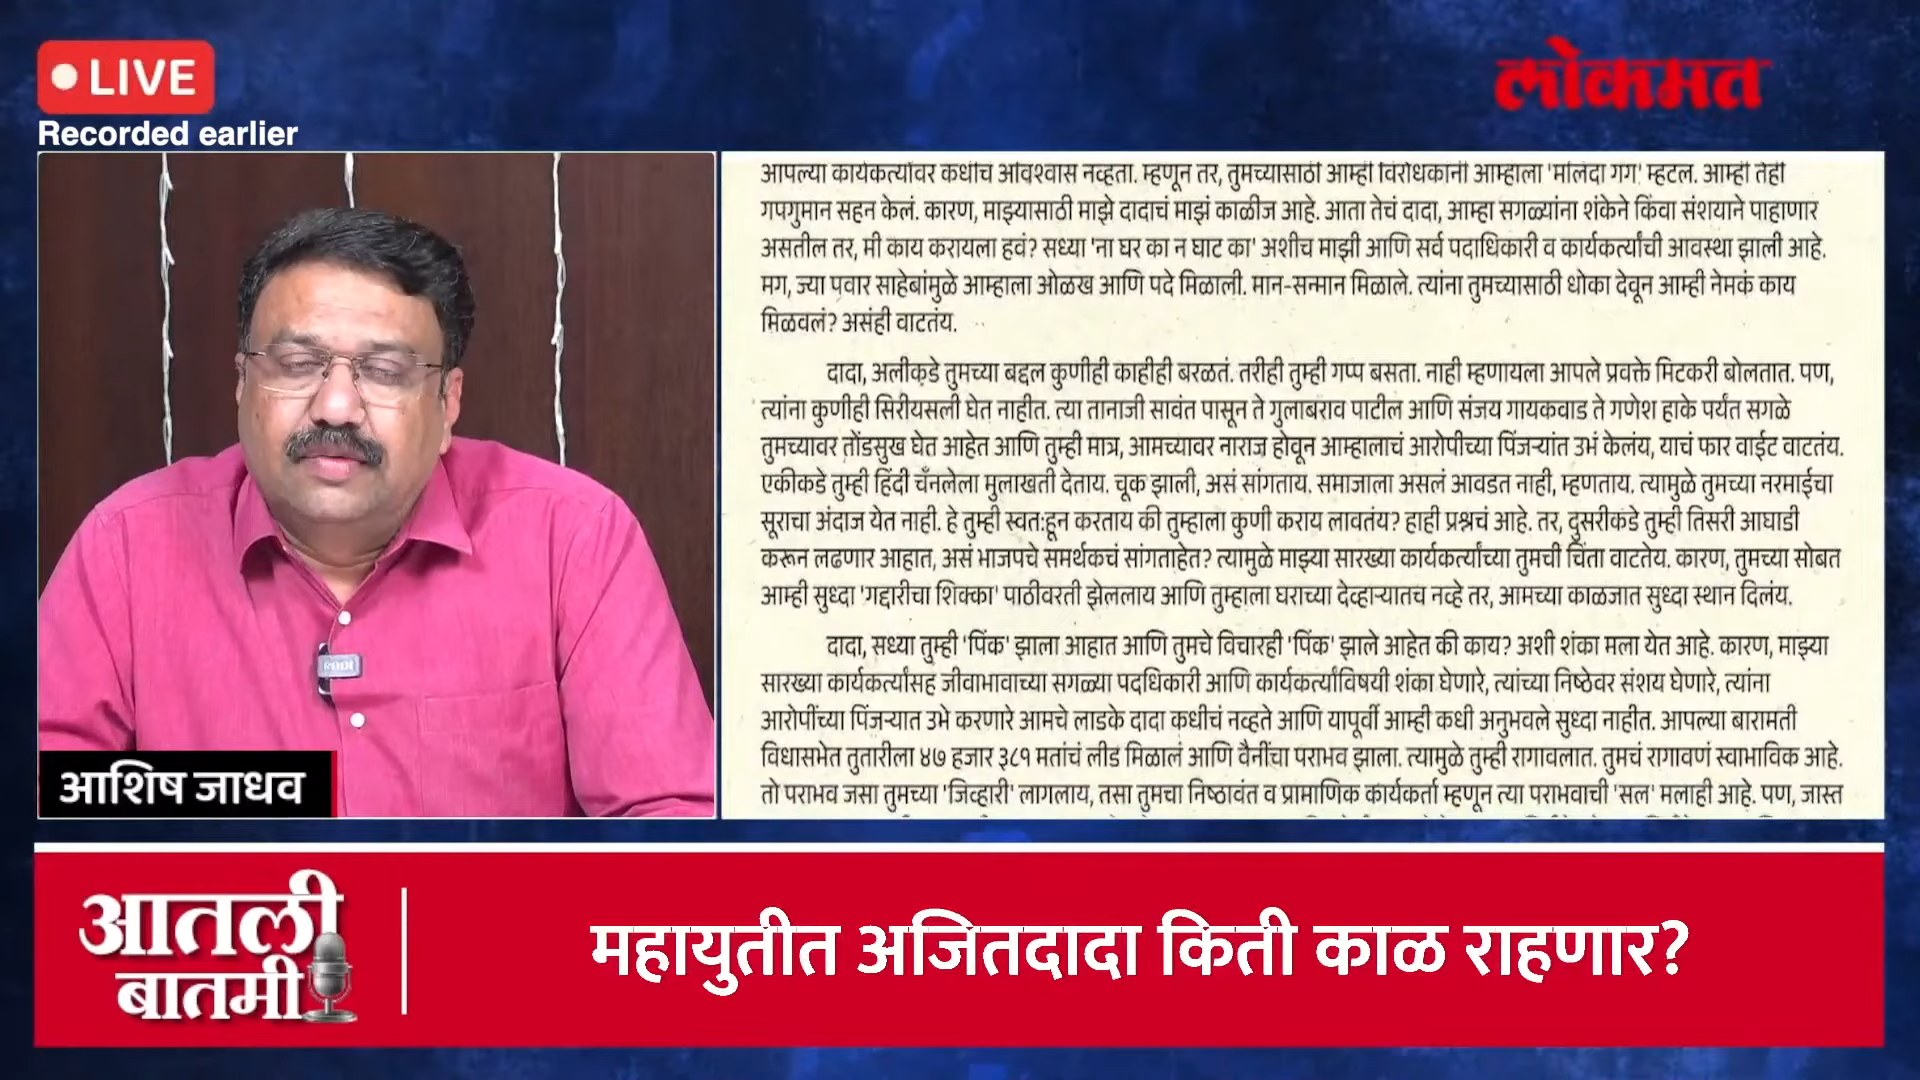 LIVE
Recorded earlier
लोकमत
आपल्या कार्यकर्त्यांवर कधीच अविश्वास नव्हता. म्हणून तर, तुमच्यासाठी आम्ही विरोधकांनी आम्हाला 'मलिदा गँग' म्हटलं. आम्ही तेही
गपगुमान सहन केलं. कारण, माझ्यासाठी माझे दादाचं माझं काळीज आहे. आता तेचं दादा, आम्हा सगळ्यांना शंकेने किंवा संशयाने पाहाणार
असतील तर, मी काय करायला हवं? सध्या 'ना घर का न घाट का' अशीच माझी आणि सर्व पदाधिकारी व कार्यकर्त्यांची आवस्था झाली आहे.
मग, ज्या पवार साहेबांमुळे आम्हाला ओळख आणि पदे मिळाली. मान-सन्मान मिळाले. त्यांना तुमच्यासाठी धोका देवून आम्ही नेमकं काय
मिळवलं? असंही वाटतंय.
दादा, अलीकडे तुमच्या बद्दल कुणीही काहीही बरळतं. तरीही तुम्ही गप्प बसता. नाही म्हणायला आपले प्रवक्ते मिटकरी बोलतात. पण,
त्यांना कुणीही सिरीयसली घेत नाहीत. त्या तानाजी सावंत पासून ते गुलाबराव पाटील आणि संजय गायकवाड ते गणेश हाके पर्यंत सगळे
तुमच्यावर तोंडसुख घेत आहेत आणि तुम्ही मात्र, आमच्यावर नाराज होवून आम्हालाचं आरोपीच्या पिंजऱ्यांत उभं केलंय, याचं फार वाईट वाटतंय.
एकीकडे तुम्ही हिंदी चॅनलेला मुलाखती देताय. चूक झाली, असं सांगताय. समाजाला असलं आवडत नाही, म्हणताय. त्यामुळे तुमच्या नरमाईचा
सूराचा अंदाज येत नाही. हे तुम्ही स्वत:हून करताय की तुम्हाला कुणी कराय लावतंय? हाही प्रश्नचं आहे. तर, दुसरीकडे तुम्ही तिसरी आघाडी
करून लढणार आहात, असं भाजपचे समर्थकचं सांगताहेत? त्यामुळे माझ्या सारख्या कार्यकर्त्यांच्या तुमची चिंता वाटतेय. कारण, तुमच्या सोबत
आम्ही सुध्दा 'गद्दारीचा शिक्का' पाठीवरती झेललाय आणि तुम्हाला घराच्या देव्हाऱ्यातच नव्हे तर, आमच्या काळजात सुध्दा स्थान दिलंय.
दादा, सध्या तुम्ही 'पिंक' झाला आहात आणि तुमचे विचारही 'पिंक' झाले आहेत की काय? अशी शंका मला येत आहे. कारण, माझ्या
सारख्या कार्यकर्त्यांसह जीवाभावाच्या सगळ्या पदधिकारी आणि कार्यकर्त्यांविषयी शंका घेणारे, त्यांच्या निष्ठेवर संशय घेणारे, त्यांना
आरोपींच्या पिंजऱ्यात उभे करणारे आमचे लाडके दादा कधीचं नव्हते आणि यापूर्वी आम्ही कधी अनुभवले सुध्दा नाहीत. आपल्या बारामती
विधासभेत तुतारीला ४७ हजार ३८१ मतांचं लीड मिळालं आणि वैनींचा पराभव झाला. त्यामुळे तुम्ही रागावलात. तुमचं रागावणं स्वाभाविक आहे.
तो पराभव जसा तुमच्या 'जिव्हारी' लागलाय, तसा तुमचा निष्ठावंत व प्रामाणिक कार्यकर्ता म्हणून त्या पराभवाची 'सल' मलाही आहे. पण, जास्त
आशिष जाधव
आतली
बातमी
महायुतीत अजितदादा किती काळ राहणार?